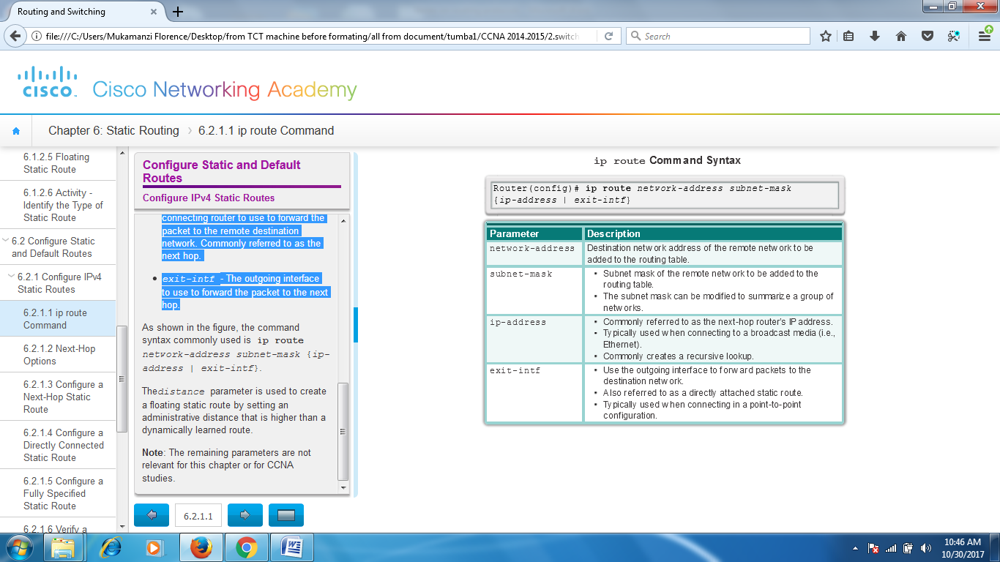 Routing and Switching
file:///C:/Users/Mukamanzi Florence/Desktop/from TCT machine before formating/all from document/tumba1/CCNA 2014.2015/2.switch
Search
CISCO.
Cisco Networking Academy
Chapter 6: Static Routing
6.2.1.1 ip route Command
6.1.2.5 Floating
Static Route
6.1.2.6 Activity -
Identify the Type of
Static Route
6.2 Configure Static
and Default Routes
6.2.1 Configure IPv4
Static Routes
6.2.1.1 ip route
Command
6.2.1.2 Next-Hop
Options
6.2.1.3 Configure a
Next-Hop Static
Route
6.2.1.4 Configure a
Directly Connected
Static Route
6.2.1.5 Configure a
Fully Specified
Static Route
6.2.1.6 Verify a
Configure Static and Default
Routes
Configure IPv4 Static Routes
connecting router to use to forward the
packet to the remote destination
network. Commonly referred to as the
next hop.
• exit-intf - The outgoing interface
to use to forward the packet to the next
hop.
As shown in the figure, the command
syntax commonly used is ip route
network-address subnet-mask {ip-
address | exit-intf}.
The distance parameter is used to create
a floating static route by setting an
administrative distance that is higher than a
dynamically learned route.
Note: The remaining parameters are not
relevant for this chapter or for CCNA
studies.
6.2.1.1
ip route Command Syntax
Router(config)# ip route network-address subnet-mask
{ip-address | exit-intf}
Parameter Description
network-address Destination network address of the remote network to be
added to the routing table.
subnet-mask • Subnet mask of the remote network to be added to the
routing table.
• The subnet mask can be modified to summarize a group of
networks.
ip-address • Commonly referred to as the next-hop router's IP address.
• Typically used when connecting to a broadcast media (i.e.,
Ethernet).
• Commonly creates a recursive lookup.
exit-intf • Use the outgoing interface to forward packets to the
destination network.
• Also referred to as a directly attached static route.
• Typically used when connecting in a point-to-point
configuration.
10:46 AM
10/30/2017